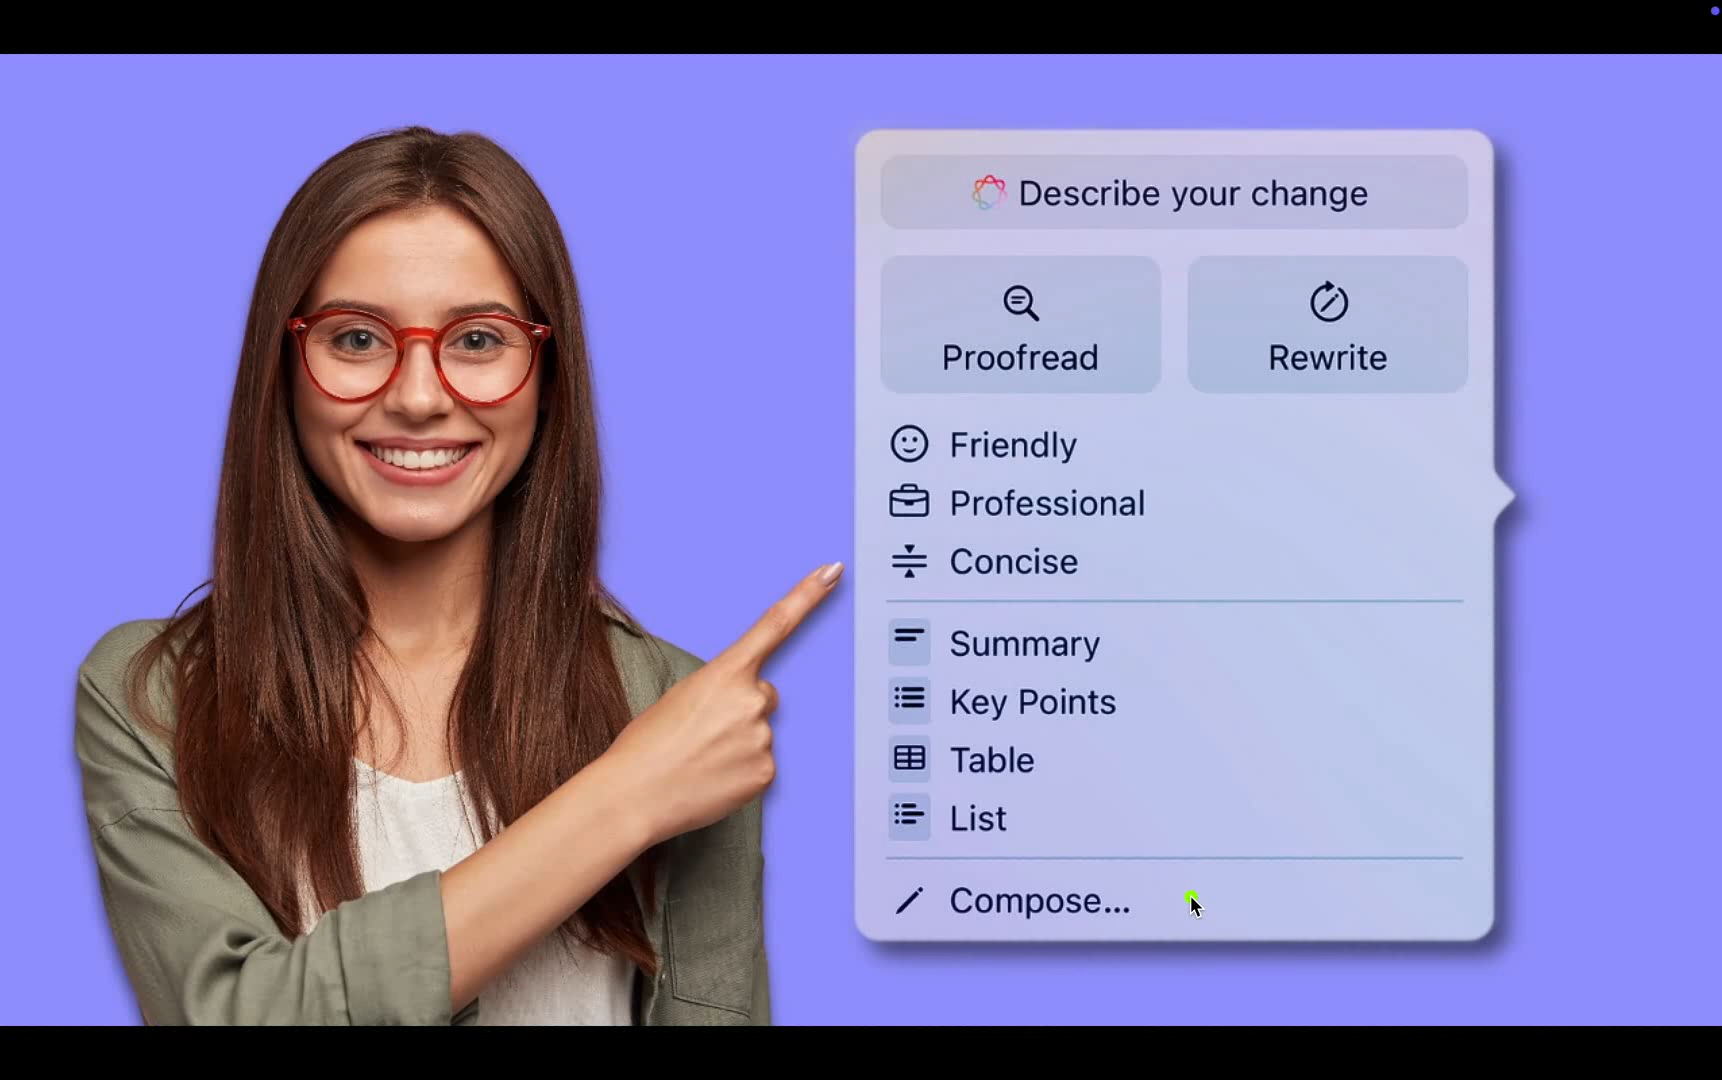 Describe your change
Proofread
Rewrite
Friendly
Professional
Concise
Summary
Key Points
Table
List
Compose...